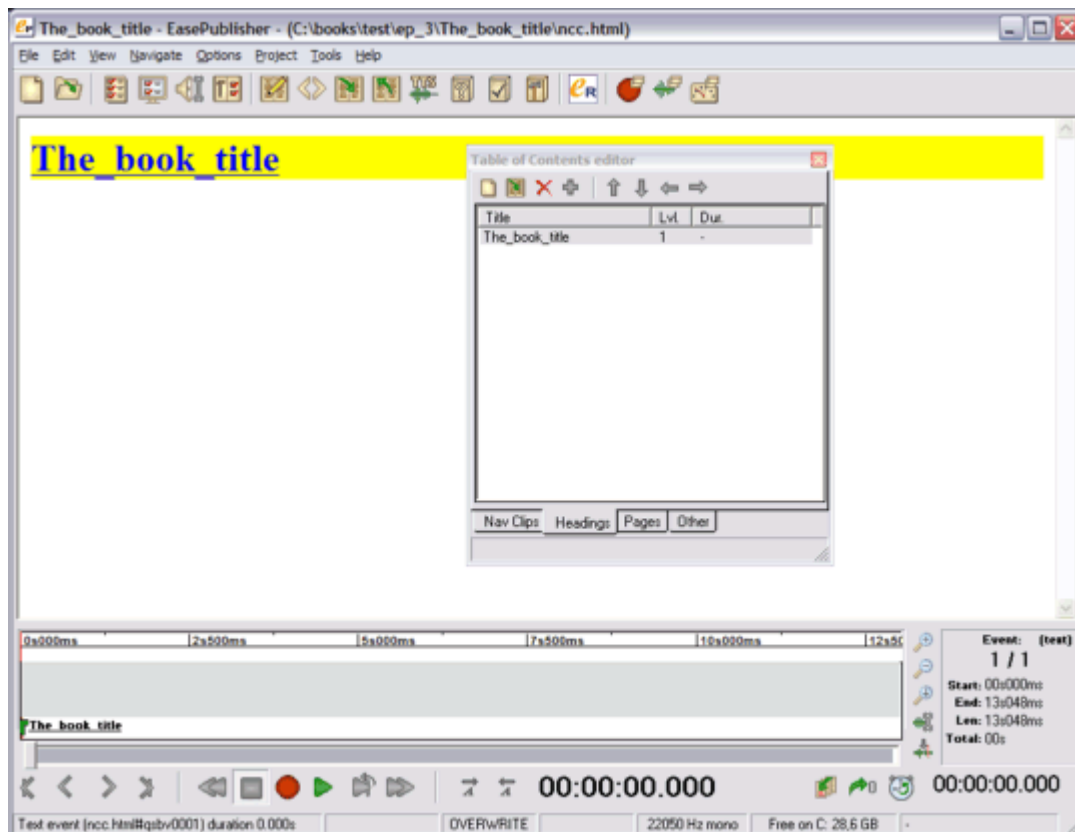 The_book_title - EasePublisher - (C:\books\test\ep_3\The_book_title\ncc.html)
File Edit View Navigate Options Project Tools Help
The_book_title
Table of Contents editor
Title Lvl. Dur.
The_book_title 1 -
Nav Clips Headings Pages Other
0s000ms 2s500ms 5s000ms 7s500ms 10s000ms 12s50
The_book_title
Event: (text)
1 / 1
Start: 00s000ms
End: 13s048ms
Len: 13s048ms
Total: 00s
00:00:00.000 00:00:00.000
Text event (ncc.html#qsbv0001) duration 0.000s OVERWRITE 22050 Hz mono Free on C: 28,6 GB -